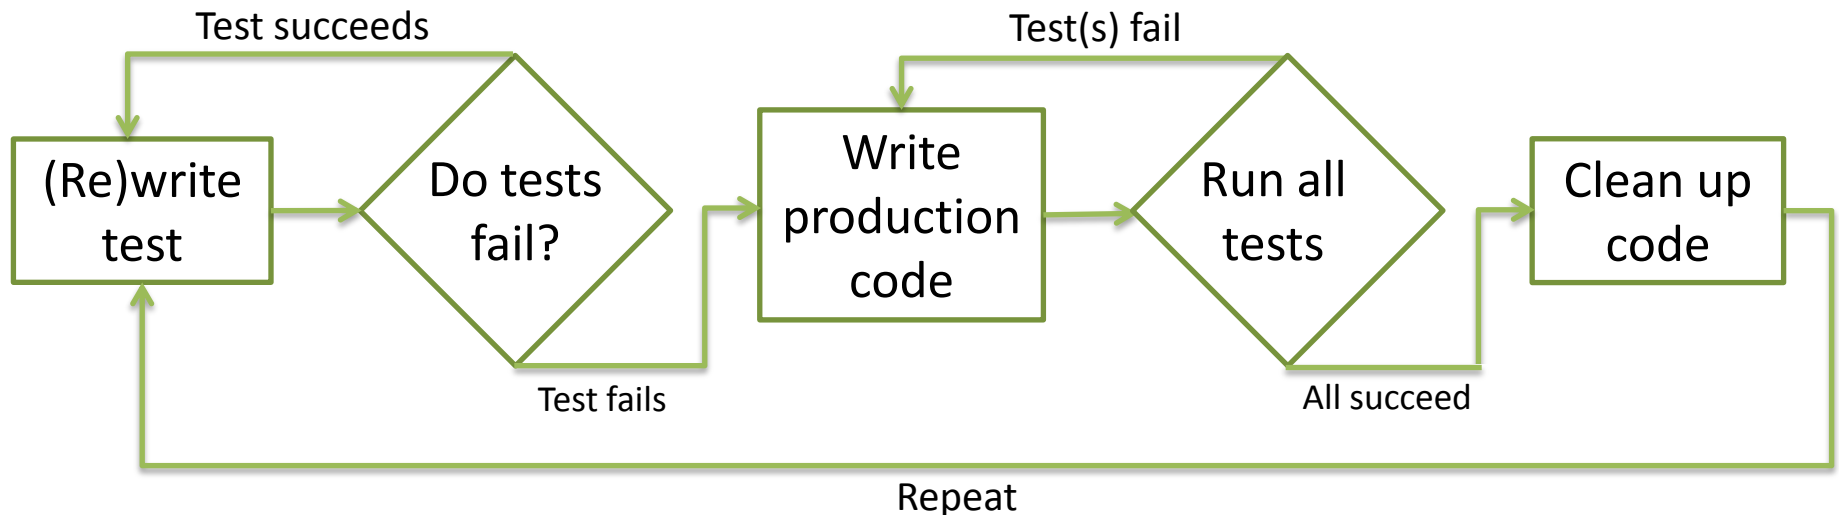 Test succeeds
Test(s) fail
(Re)write
test
Do tests
fail?
Write
production
code
Run all
tests
Clean up
code
Test fails
All succeed
Repeat